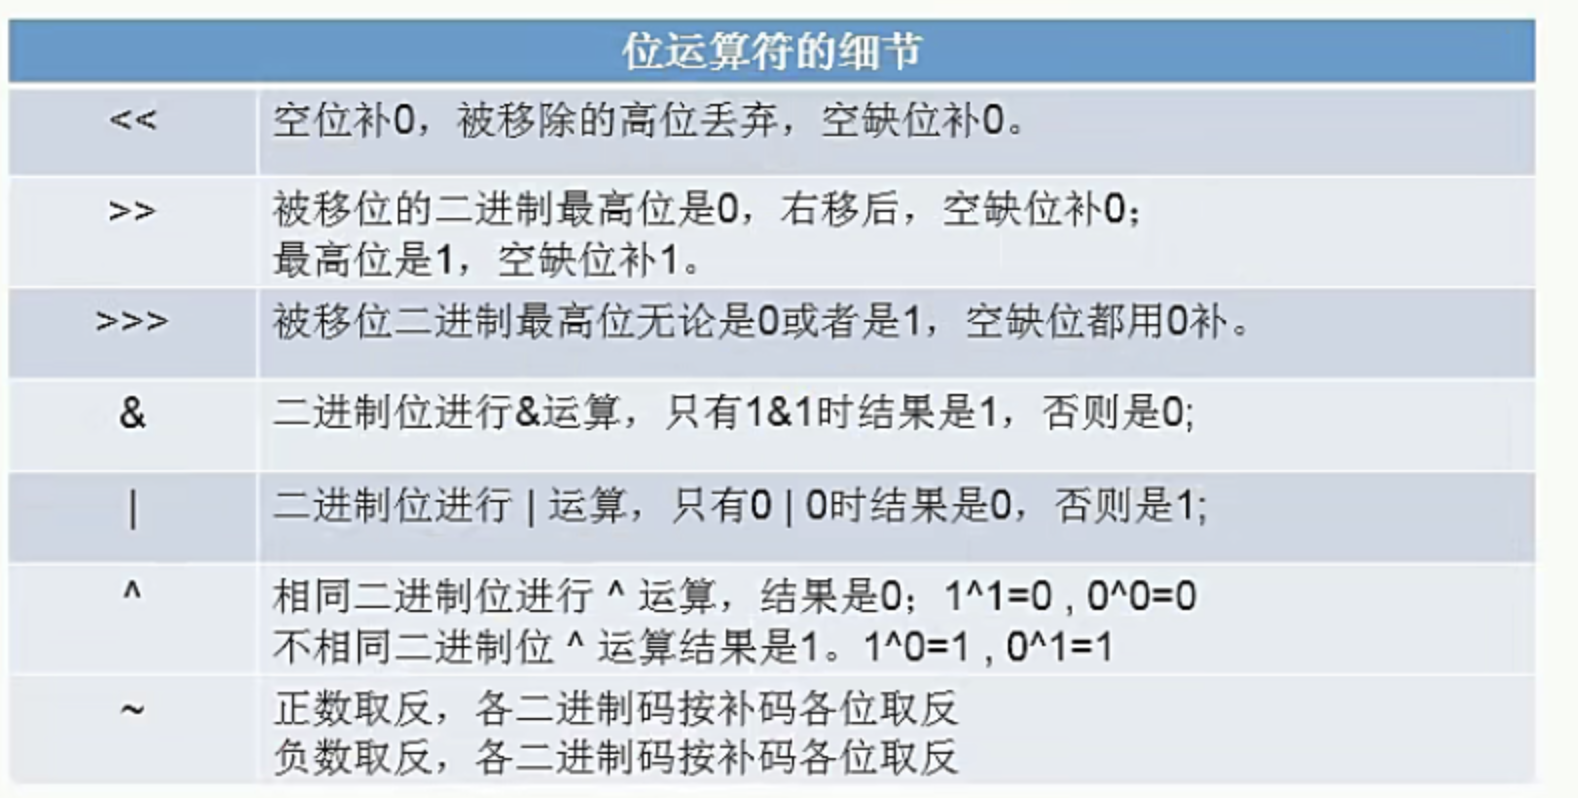 位运算符的细节
<< 空位补0，被移除的高位丢弃，空缺位补0。
>> 被移位的二进制最高位是0，右移后，空缺位补0；
最高位是1，空缺位补1。
>>> 被移位二进制最高位无论是0或者是1，空缺位都用0补。
& 二进制位进行&运算，只有1&1时结果是1，否则是0;
| 二进制位进行 | 运算，只有0 | 0时结果是0，否则是1;
^ 相同二进制位进行 ^ 运算，结果是0；1^1=0 , 0^0=0
不相同二进制位 ^ 运算结果是1。1^0=1 , 0^1=1
~ 正数取反，各二进制码按补码各位取反
负数取反，各二进制码按补码各位取反